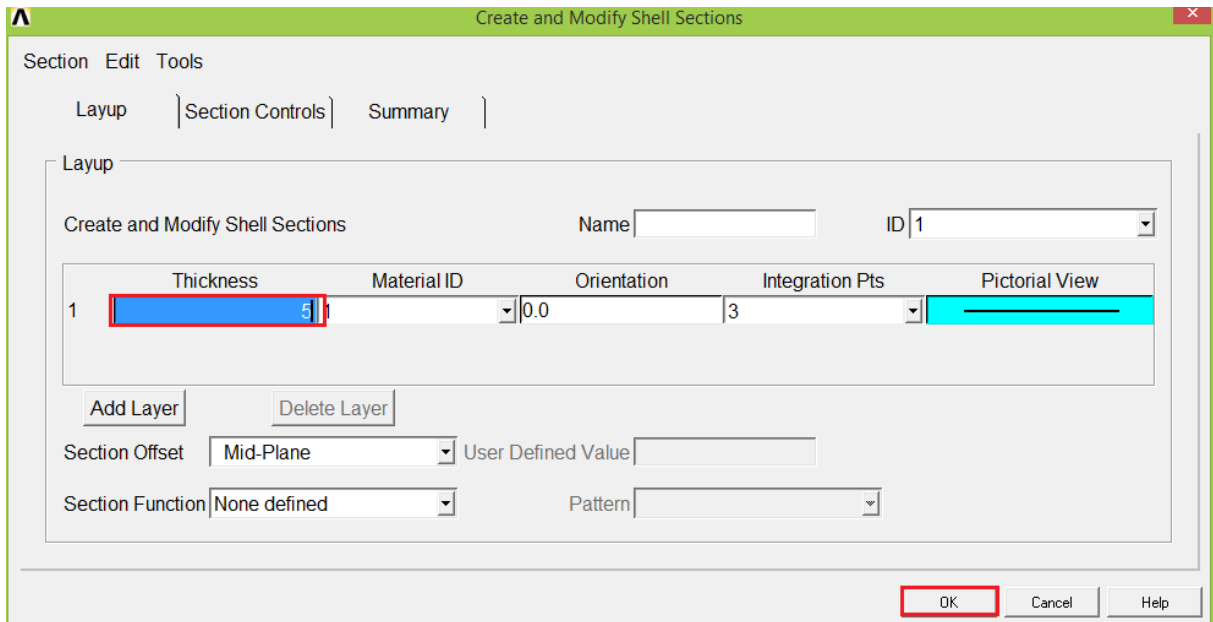 Create and Modify Shell Sections
Section Edit Tools
Layup Section Controls Summary
Layup
Create and Modify Shell Sections Name ID 1
Thickness Material ID Orientation Integration Pts Pictorial View
1 5 1 0.0 3
Add Layer Delete Layer
Section Offset Mid-Plane User Defined Value
Section Function None defined Pattern
OK Cancel Help